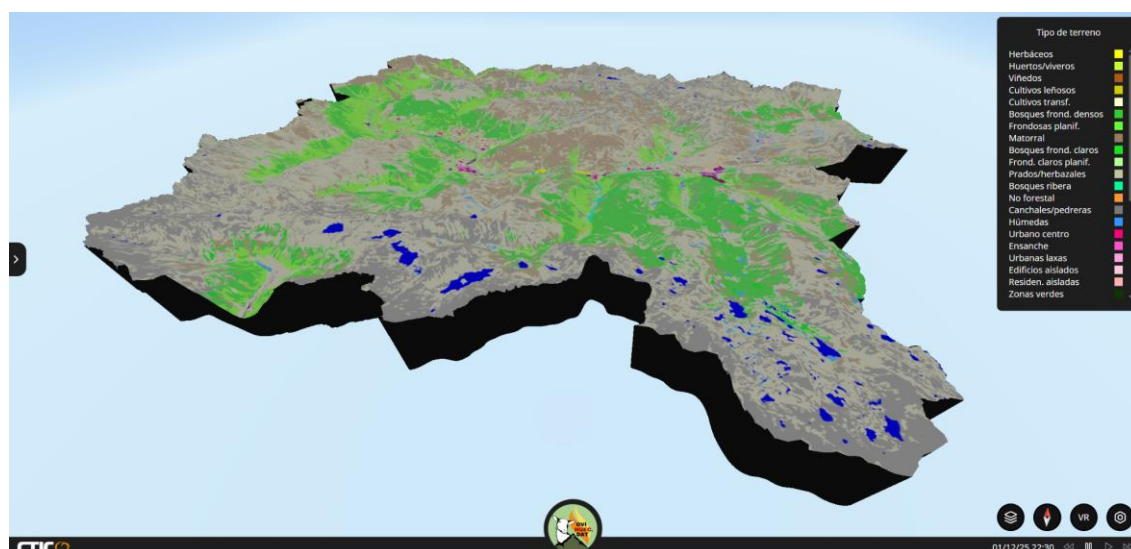 Tipo de terreno
Herbáceos
Huertos/viveros
Viñedos
Cultivos leñosos
Cultivos transf.
Bosques frond. densos
Frondosas planif.
Matorral
Bosques frond. claros
Frond. claros planif.
Prados/herbazales
Bosques ribera
No forestal
Canchales/pedreras
Húmedas
Urbano centro
Ensanche
Urbanas laxas
Edificios aislados
Residen. aisladas
Zonas verdes
VR
OVI
DAT
CTIC
01/12/25 22:30